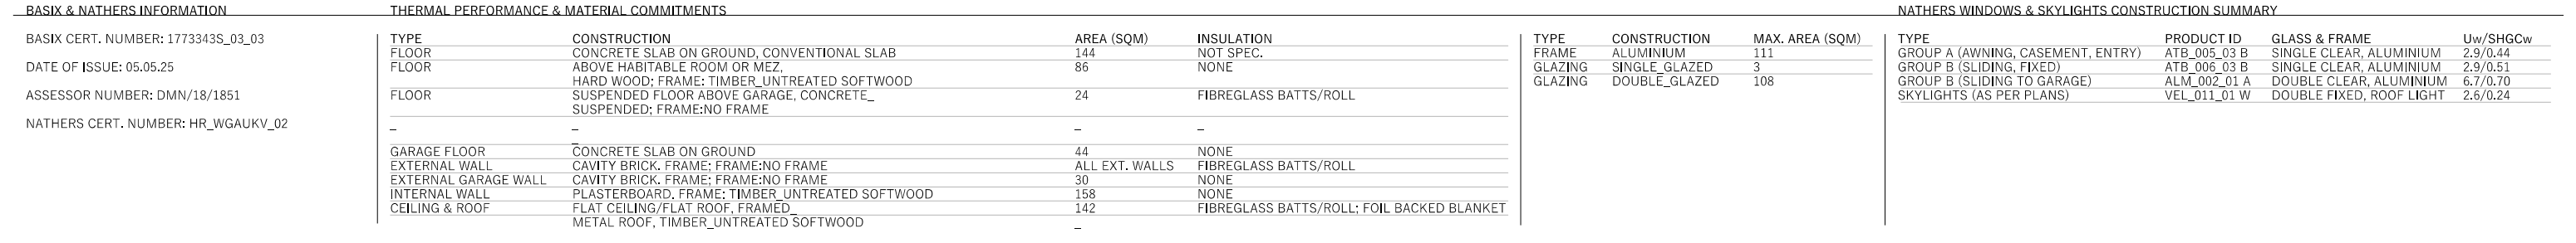 BASIX & NATHERS INFORMATION
BASIX CERT. NUMBER: 1773343S_03_03
DATE OF ISSUE: 05.05.25
ASSESSOR NUMBER: DMN/18/1851
NATHERS CERT. NUMBER: HR_WGAUKV_02
THERMAL PERFORMANCE & MATERIAL COMMITMENTS
TYPE CONSTRUCTION AREA (SQM) INSULATION
FLOOR CONCRETE SLAB ON GROUND, CONVENTIONAL SLAB 144 NOT SPEC.
FLOOR ABOVE HABITABLE ROOM OR MEZ, 86 NONE
HARD WOOD; FRAME: TIMBER_UNTREATED SOFTWOOD
FLOOR SUSPENDED FLOOR ABOVE GARAGE, CONCRETE_ 24 FIBREGLASS BATTS/ROLL
SUSPENDED; FRAME:NO FRAME
_ _ _ _
_
GARAGE FLOOR CONCRETE SLAB ON GROUND 44 NONE
EXTERNAL WALL CAVITY BRICK. FRAME; FRAME:NO FRAME ALL EXT. WALLS FIBREGLASS BATTS/ROLL
EXTERNAL GARAGE WALL CAVITY BRICK. FRAME; FRAME:NO FRAME 30 NONE
INTERNAL WALL PLASTERBOARD. FRAME: TIMBER_UNTREATED SOFTWOOD 158 NONE
CEILING & ROOF FLAT CEILING/FLAT ROOF, FRAMED_ 142 FIBREGLASS BATTS/ROLL; FOIL BACKED BLANKET
METAL ROOF, TIMBER_UNTREATED SOFTWOOD _
TYPE CONSTRUCTION MAX. AREA (SQM)
FRAME ALUMINIUM 111
GLAZING SINGLE_GLAZED 3
GLAZING DOUBLE_GLAZED 108
NATHERS WINDOWS & SKYLIGHTS CONSTRUCTION SUMMARY
TYPE PRODUCT ID GLASS & FRAME Uw/SHGCw
GROUP A (AWNING, CASEMENT, ENTRY) ATB_005_03 B SINGLE CLEAR, ALUMINIUM 2.9/0.44
GROUP B (SLIDING, FIXED) ATB_006_03 B SINGLE CLEAR, ALUMINIUM 2.9/0.51
GROUP B (SLIDING TO GARAGE) ALM_002_01 A DOUBLE CLEAR, ALUMINIUM 6.7/0.70
SKYLIGHTS (AS PER PLANS) VEL_011_01 W DOUBLE FIXED, ROOF LIGHT 2.6/0.24